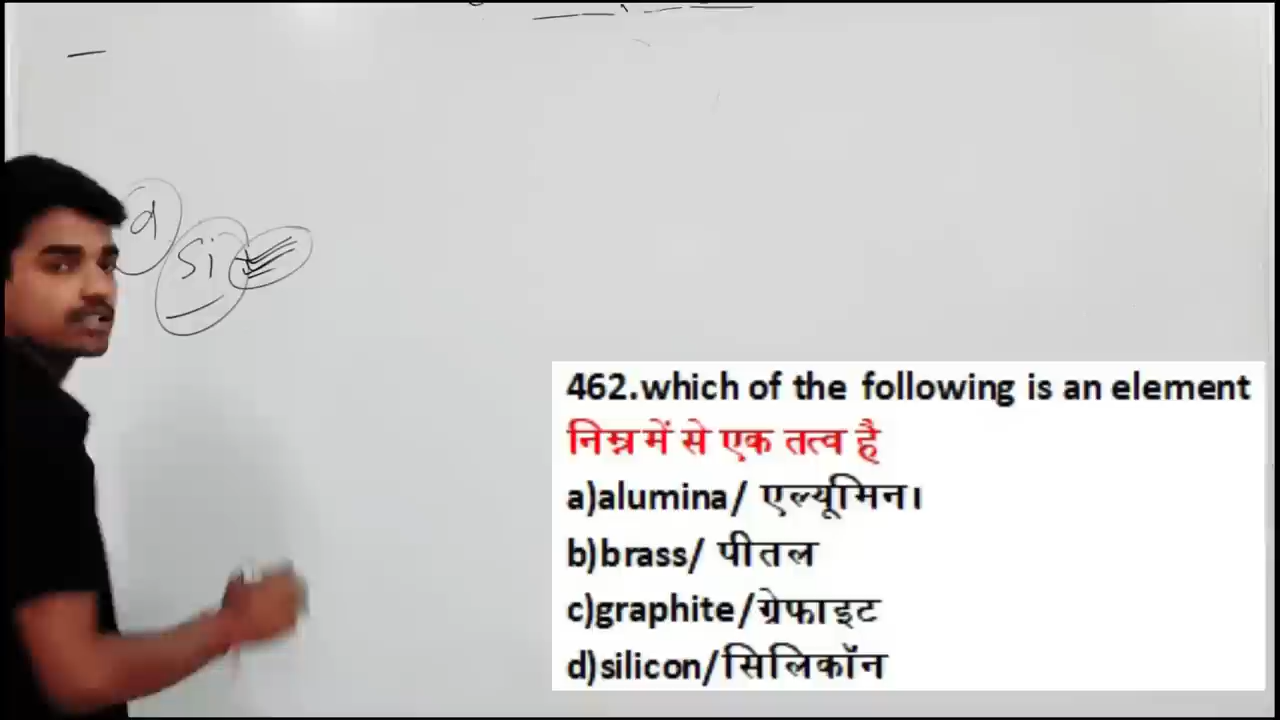 d
Si
462.which of the following is an element
निम्न में से एक तत्व है
a)alumina/ एल्यूमिन।
b)brass/ पीतल
c)graphite/ग्रेफाइट
d)silicon/सिलिकॉन